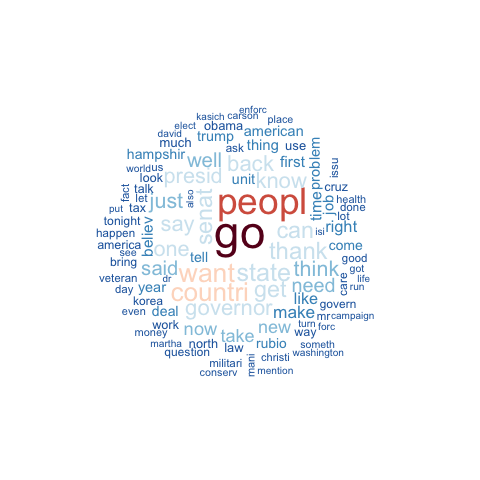 enforc
kasich carson place
david obama
elect trump american
much ask thing use
hampshir well back first problem
world us presid unit know issu
look cruz
fact talk just also senat peopl time job health
let done
put tax say can lot
tonight believ go right
happen one isi
america thank come
see tell
bring said want state think good
care got
veteran dr get need life
day year countri run
korea governor like govern
even deal make mr campaign
work now take new turn forc
money way
martha north law rubio someth
question christi washington
militari mani
conserv mention